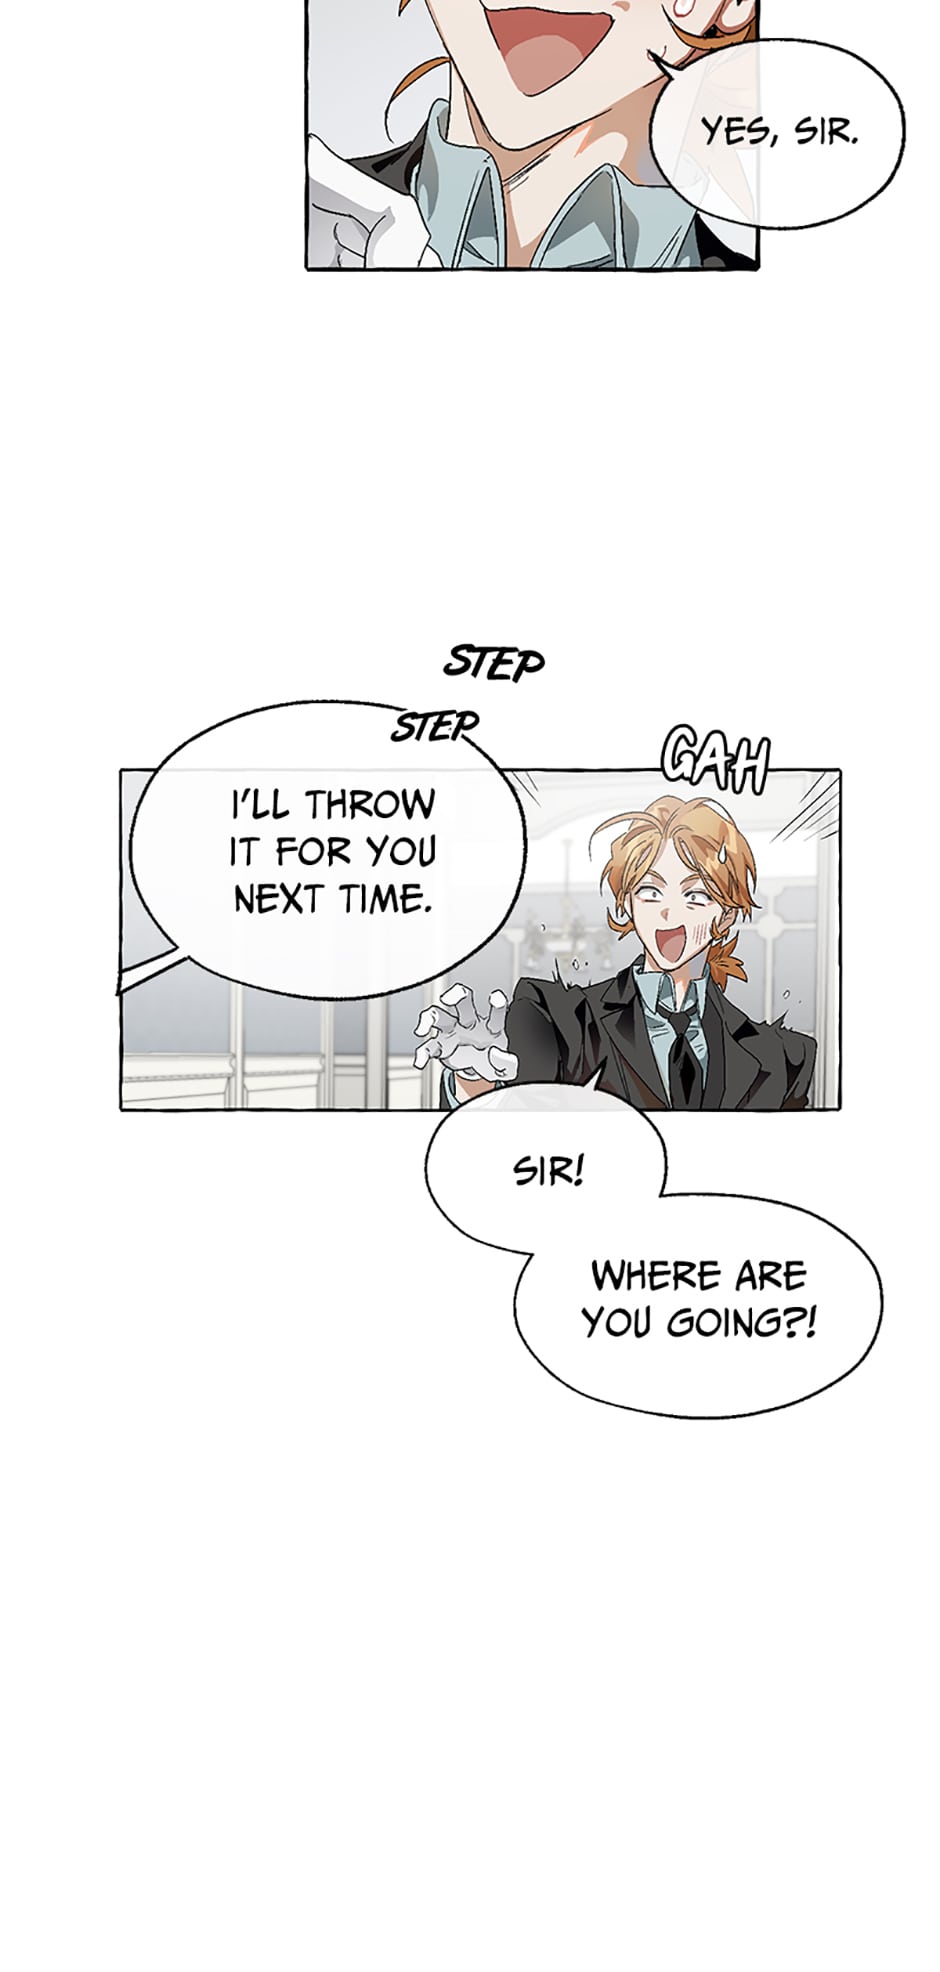 YES, SIR.
STEP
STEP
GAH
I'LL THROW
IT FOR YOU
NEXT TIME.
SIR!
WHERE ARE
YOU GOING?!